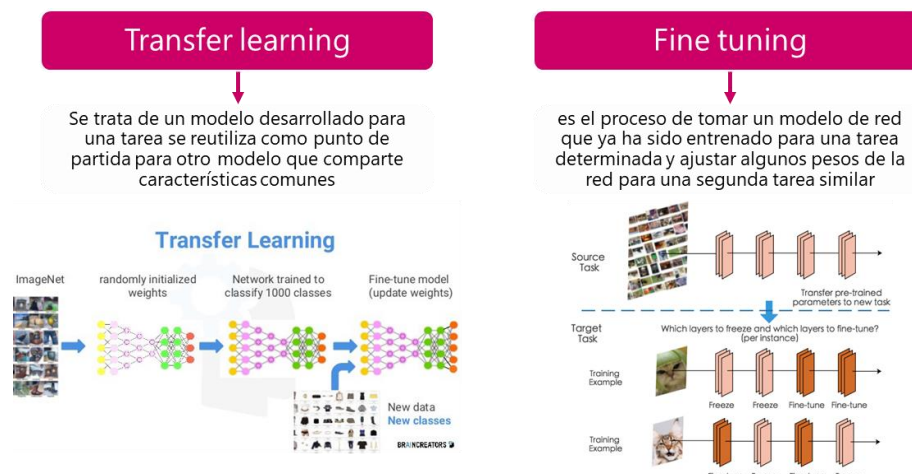 Transfer learning
Se trata de un modelo desarrollado para
una tarea se reutiliza como punto de
partida para otro modelo que comparte
características comunes
Transfer Learning
ImageNet
randomly initialized
weights
Network trained to
classify 1000 classes
Fine-tune model
(update weights)
New data
New classes
BRAINCREATORS
Fine tuning
es el proceso de tomar un modelo de red
que ya ha sido entrenado para una tarea
determinada y ajustar algunos pesos de la
red para una segunda tarea similar
Source
Task
Transfer pre-trained
parameters to new task
Target
Task
Which layers to freeze and which layers to fine-tune?
(per instance)
Training
Example
Freeze Freeze Fine-tune Fine-tune
Training
Example